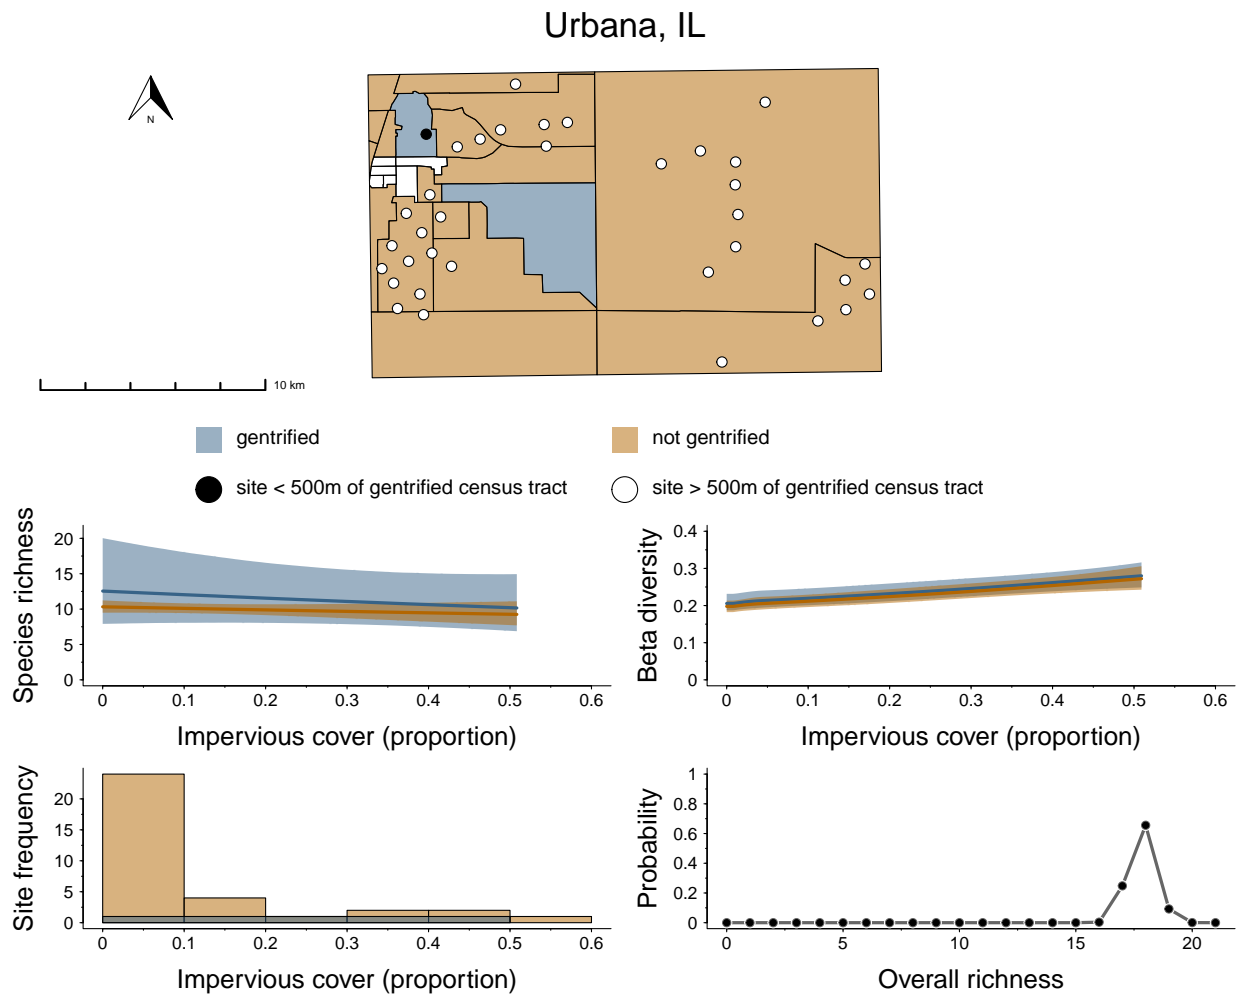 Urbana, IL
N
10 km
gentrified
not gentrified
site < 500m of gentrified census tract
site > 500m of gentrified census tract
Species richness
20
15
10
5
0
0 0.1 0.2 0.3 0.4 0.5 0.6
Impervious cover (proportion)
Beta diversity
0.4
0.3
0.2
0.1
0
0 0.1 0.2 0.3 0.4 0.5 0.6
Impervious cover (proportion)
Site frequency
20
15
10
5
0
0 0.1 0.2 0.3 0.4 0.5 0.6
Impervious cover (proportion)
Probability
1
0.8
0.6
0.4
0.2
0
0 5 10 15 20
Overall richness